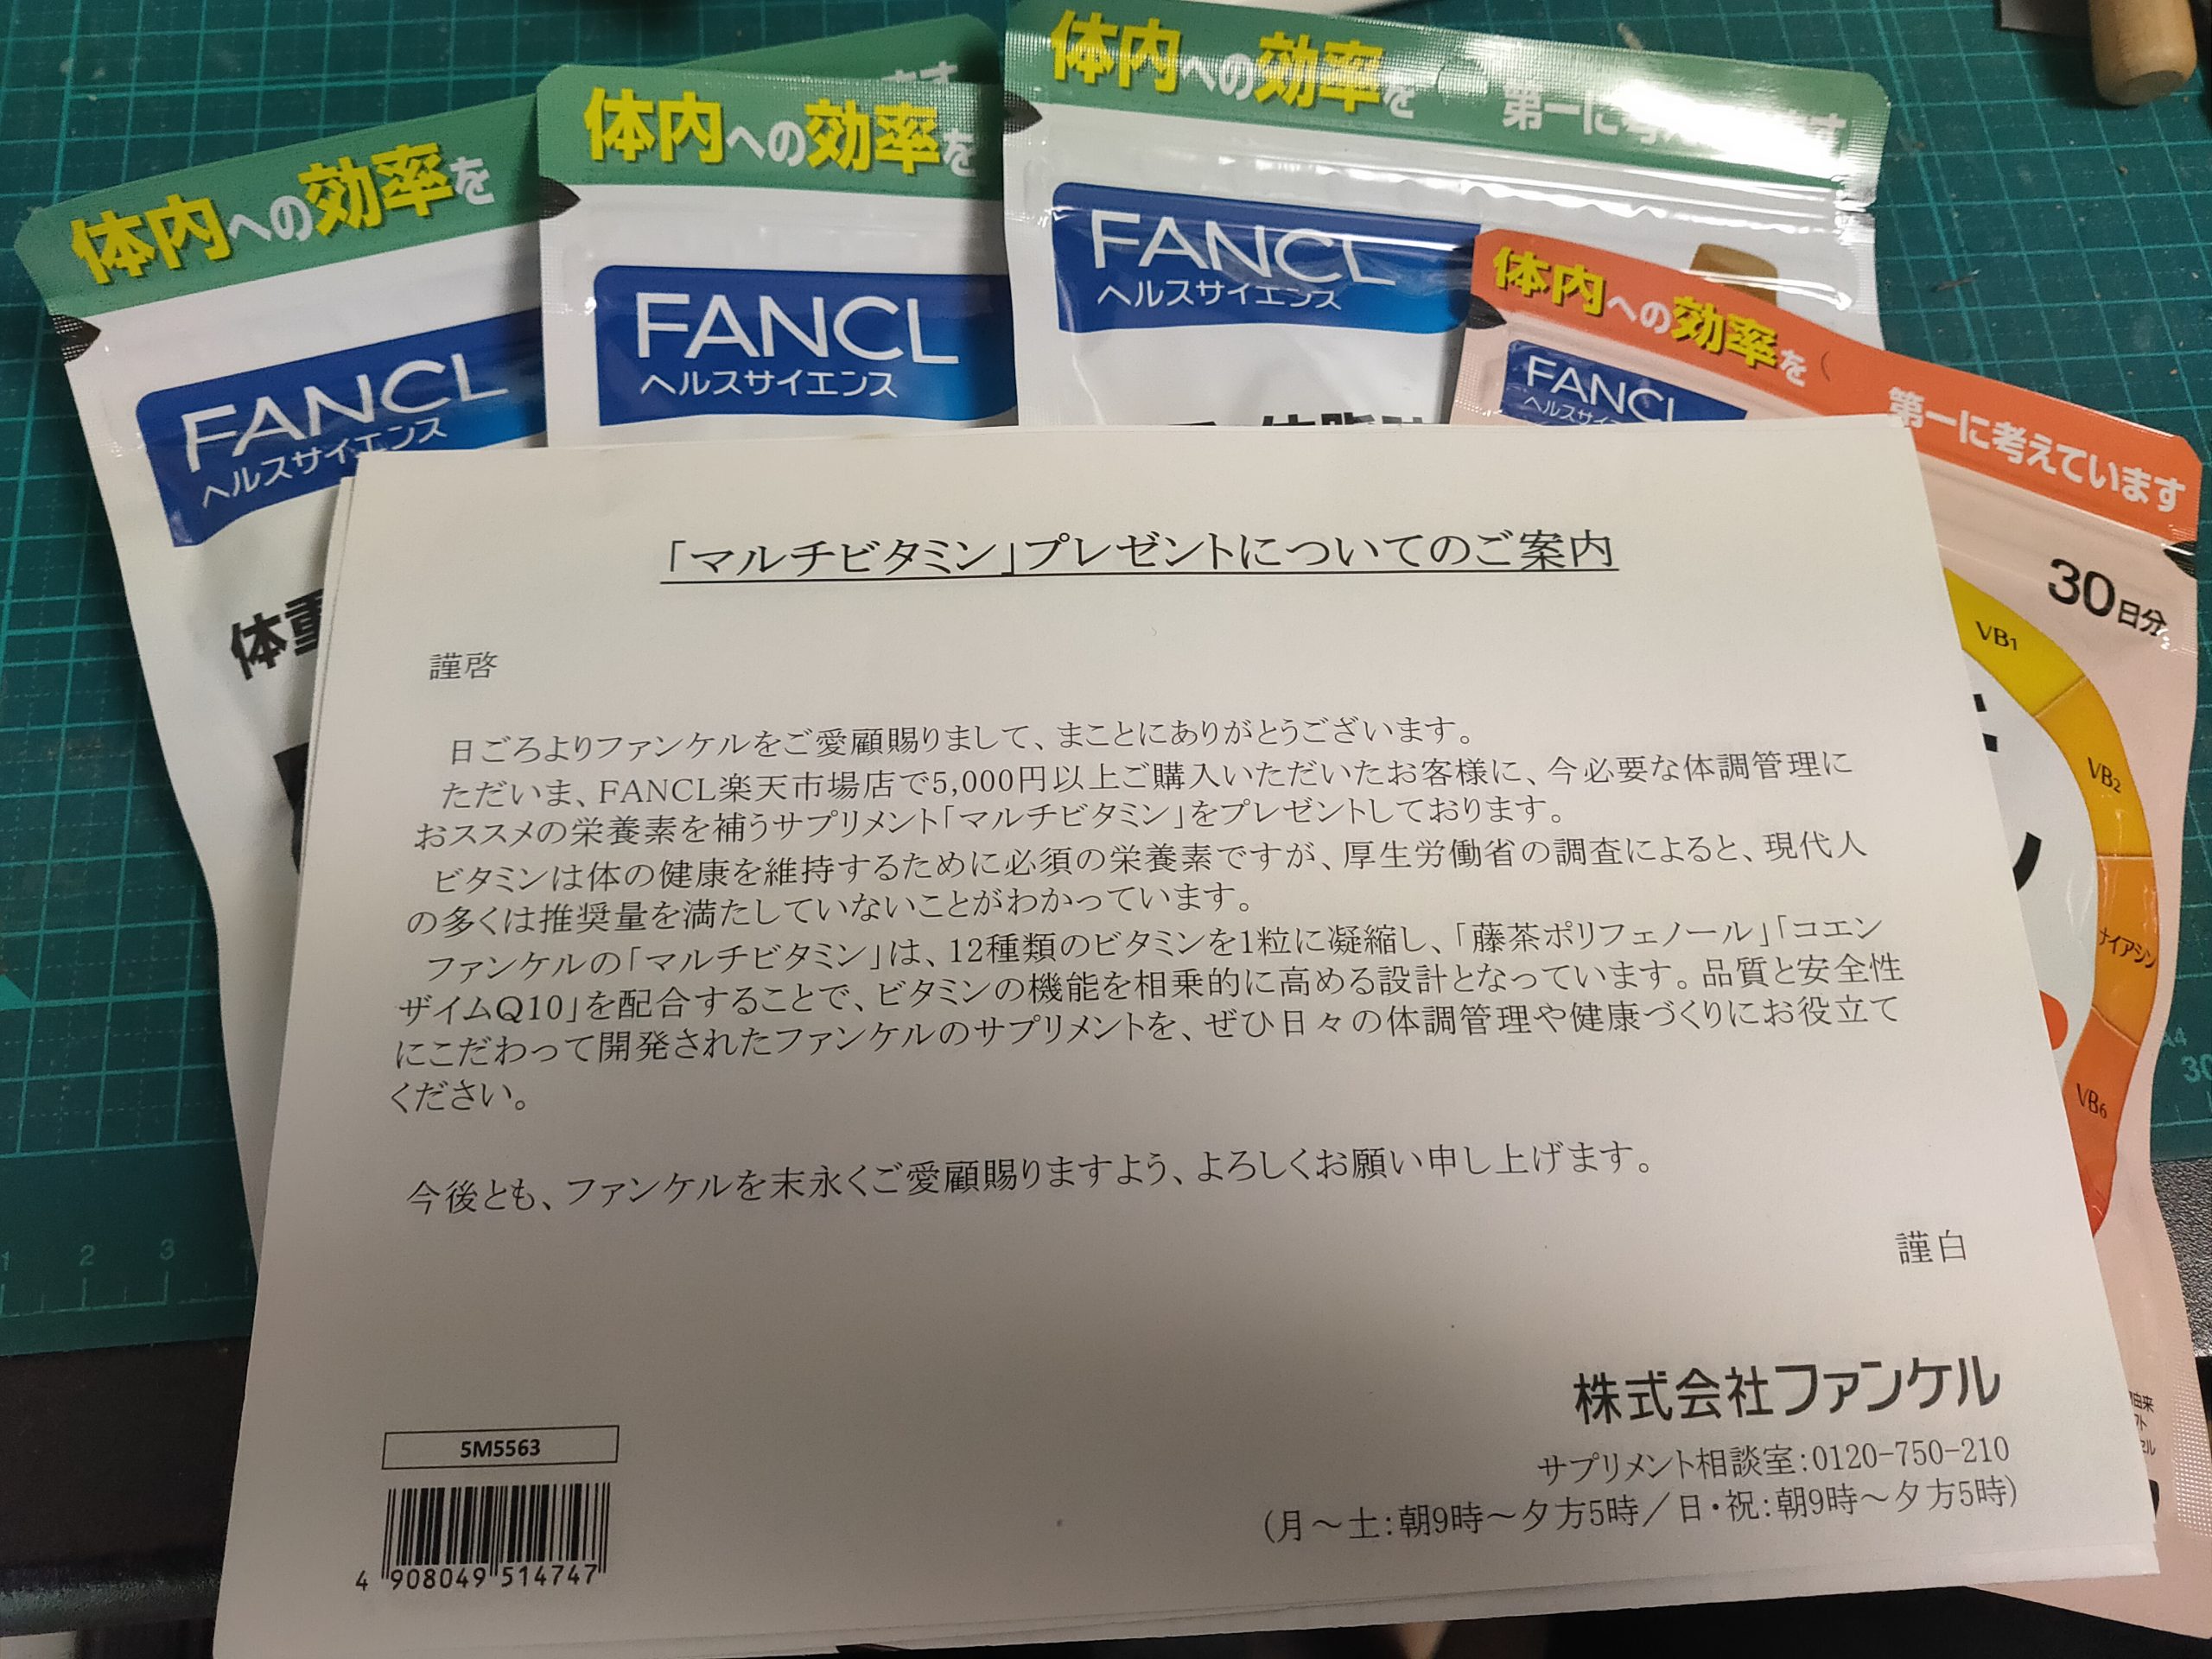 ます
体内への効率を
体内への効率を
体内への効率を
第一に考えています
FANCL
ヘルスサイエンス
FANCL
ヘルスサイエンス
FANCL
ヘルスサイエンス
体内への効率を
第一に考えています
FANCL
30日分
VB1
VB2
ナイアシン
VB6
「マルチビタミン」プレゼントについてのご案内
謹啓
日ごろよりファンケルをご愛顧賜りまして、まことにありがとうございます。
ただいま、FANCL楽天市場店で5,000円以上ご購入いただいたお客様に、今必要な体調管理に
おススメの栄養素を補うサプリメント「マルチビタミン」をプレゼントしております。
ビタミンは体の健康を維持するために必須の栄養素ですが、厚生労働省の調査によると、現代人
の多くは推奨量を満たしていないことがわかっています。
ファンケルの「マルチビタミン」は、12種類のビタミンを1粒に凝縮し、「藤茶ポリフェノール」「コエン
ザイムQ10」を配合することで、ビタミンの機能を相乗的に高める設計となっています。品質と安全性
にこだわって開発されたファンケルのサプリメントを、ぜひ日々の体調管理や健康づくりにお役立て
ください。
今後とも、ファンケルを末永くご愛顧賜りますよう、よろしくお願い申し上げます。
謹白
株式会社ファンケル
サプリメント相談室：0120-750-210
（月～土：朝9時～夕方5時／日・祝：朝9時～夕方5時）
5M5563
4 908049 514747
体重
由来
A4
30
1 2 3